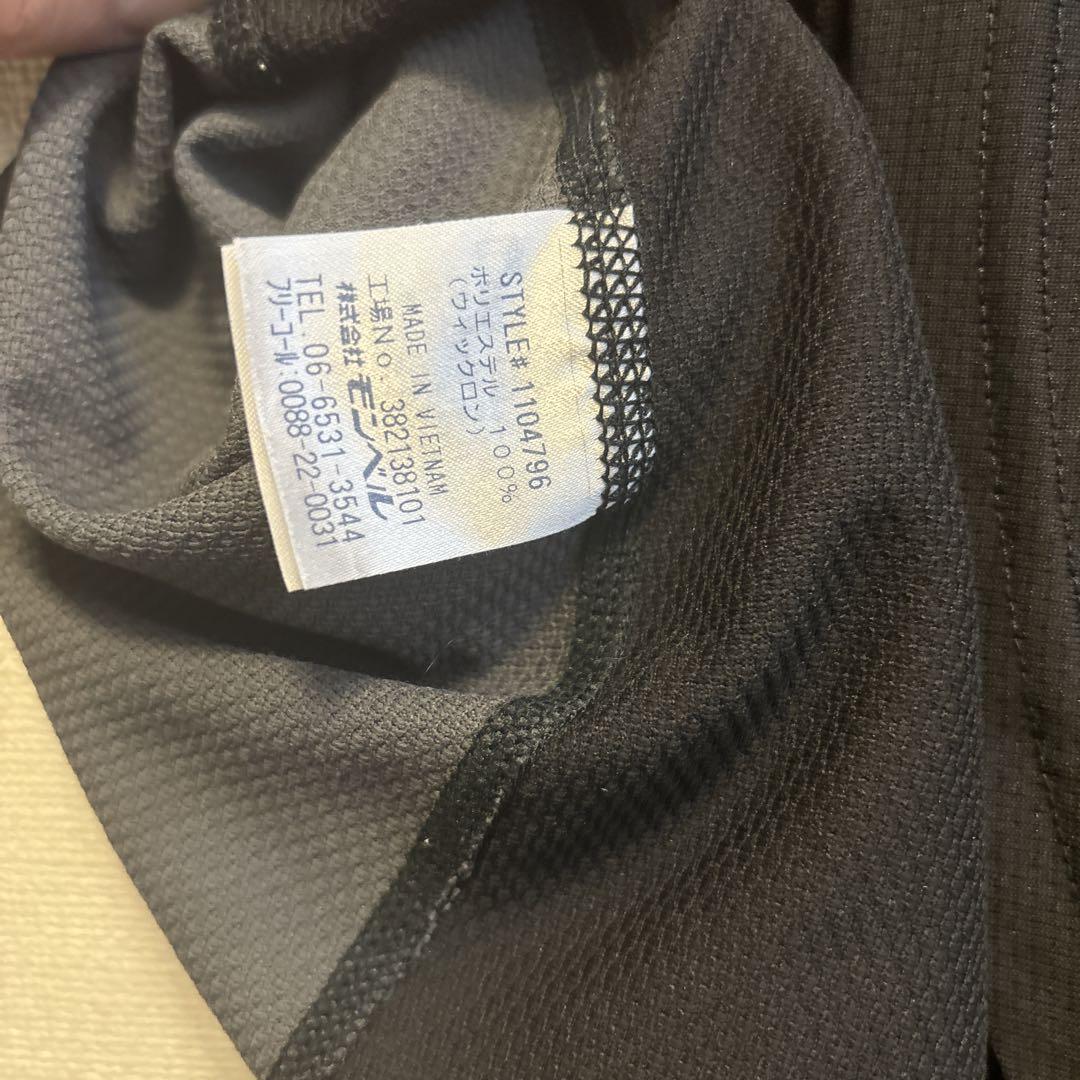 STYLE# 1104796
ポリエステル 100%
(ウィックロン)
MADE IN VIETNAM
工場No. 382138101
株式会社 モンベル
TEL: 06-6531-3544
フリーコール:0088-22-0031